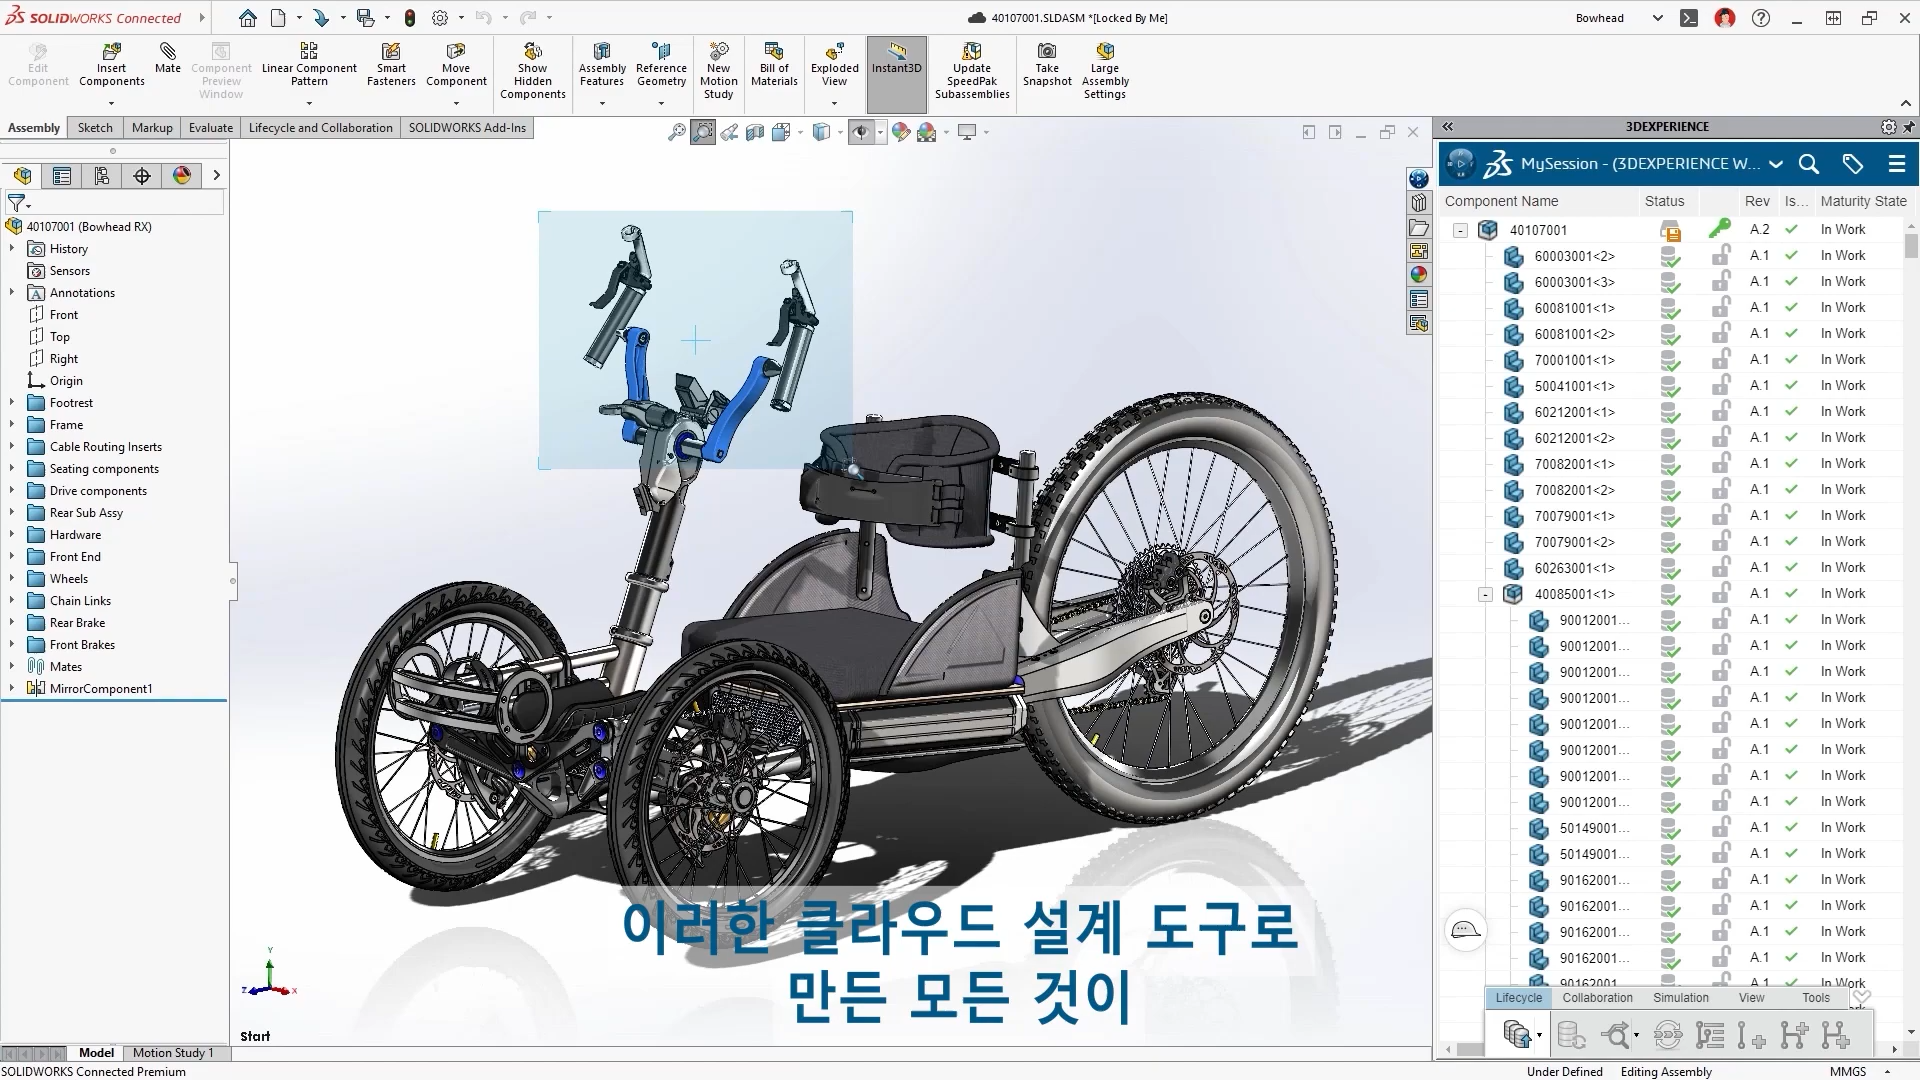 SOLIDWORKS Connected
40107001.SLDASM *[Locked By Me]
Bowhead
Edit Component
Insert Components
Mate
Component Preview Window
Linear Component Pattern
Smart Fasteners
Move Component
Show Hidden Components
Assembly Features
Reference Geometry
New Motion Study
Bill of Materials
Exploded View
Instant3D
Update SpeedPak Subassemblies
Take Snapshot
Large Assembly Settings
Assembly
Sketch
Markup
Evaluate
Lifecycle and Collaboration
SOLIDWORKS Add-Ins
40107001 (Bowhead RX)
History
Sensors
Annotations
Front
Top
Right
Origin
Footrest
Frame
Cable Routing Inserts
Seating components
Drive components
Rear Sub Assy
Hardware
Front End
Wheels
Chain Links
Rear Brake
Front Brakes
Mates
MirrorComponent1
이러한 클라우드 설계 도구로
만든 모든 것이
Y
Z
X
Start
Model
Motion Study 1
SOLIDWORKS Connected Premium
3DEXPERIENCE
MySession - (3DEXPERIENCE W...
Component Name Status Rev Is... Maturity State
40107001 A.2 In Work
60003001<2> A.1 In Work
60003001<3> A.1 In Work
60081001<1> A.1 In Work
60081001<2> A.1 In Work
70001001<1> A.1 In Work
50041001<1> A.1 In Work
60212001<1> A.1 In Work
60212001<2> A.1 In Work
70082001<1> A.1 In Work
70082001<2> A.1 In Work
70079001<1> A.1 In Work
70079001<2> A.1 In Work
60263001<1> A.1 In Work
40085001<1> A.1 In Work
90012001... A.1 In Work
90012001... A.1 In Work
90012001... A.1 In Work
90012001... A.1 In Work
90012001... A.1 In Work
90012001... A.1 In Work
90012001... A.1 In Work
90012001... A.1 In Work
50149001... A.1 In Work
50149001... A.1 In Work
90162001... A.1 In Work
90162001... A.1 In Work
90162001... A.1 In Work
90162001... A.1 In Work
90162001... A.1 In Work
Lifecycle
Collaboration
Simulation
View
Tools
Under Defined
Editing Assembly
MMGS